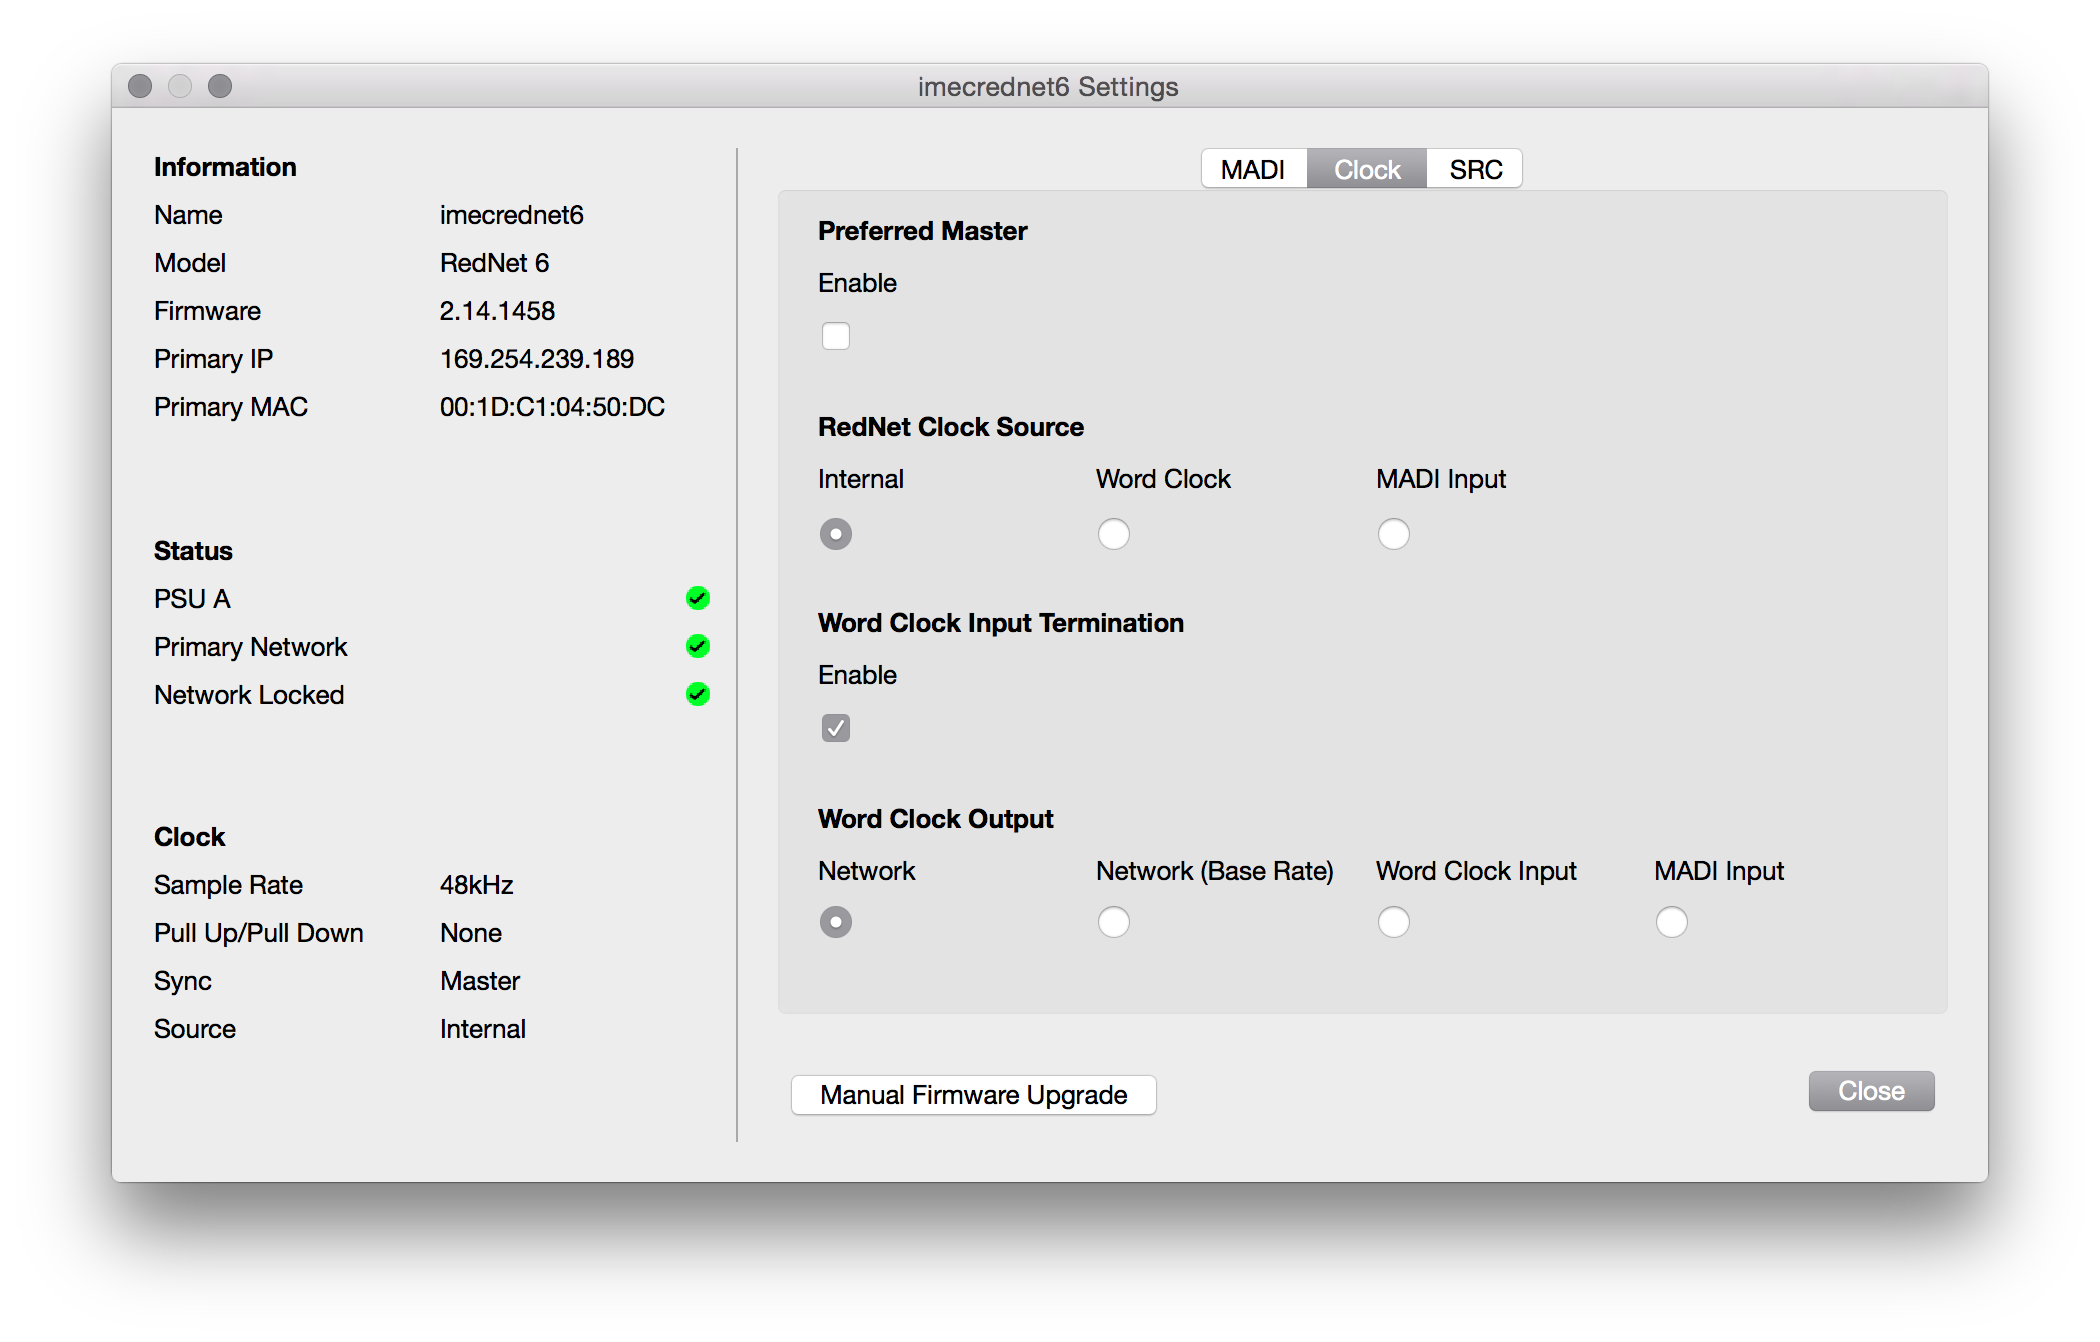 imecrednet6 Settings
Information
Name imecrednet6
Model RedNet 6
Firmware 2.14.1458
Primary IP 169.254.239.189
Primary MAC 00:1D:C1:04:50:DC
Status
PSU A
Primary Network
Network Locked
Clock
Sample Rate 48kHz
Pull Up/Pull Down None
Sync Master
Source Internal
MADI Clock SRC
Preferred Master
Enable
RedNet Clock Source
Internal Word Clock MADI Input
Word Clock Input Termination
Enable
Word Clock Output
Network Network (Base Rate) Word Clock Input MADI Input
Manual Firmware Upgrade Close